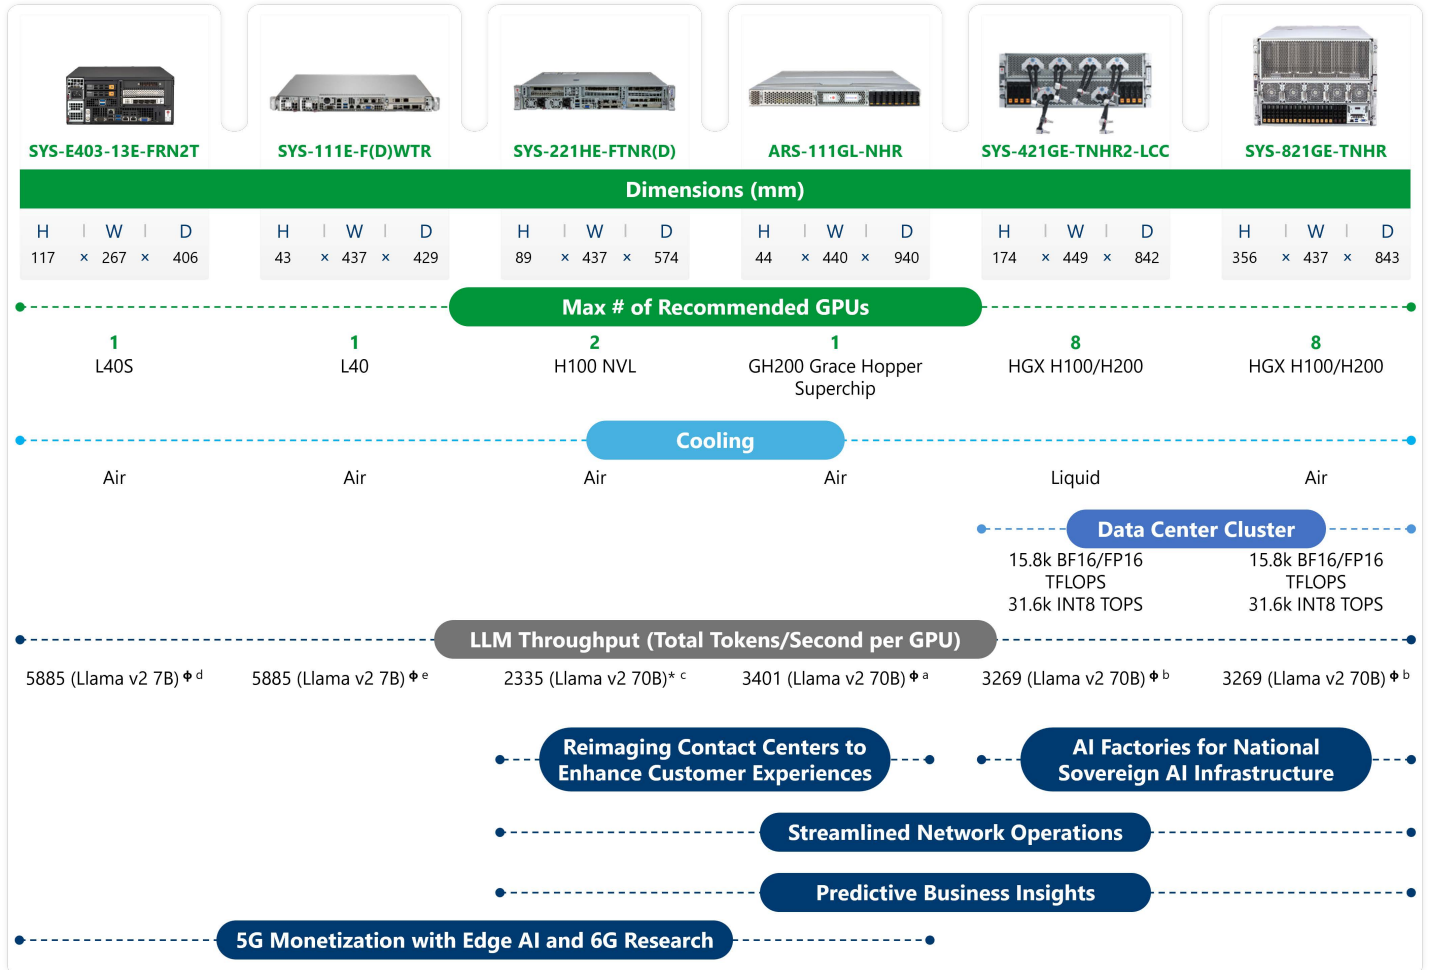 SYS-E403-13E-FRN2T SYS-111E-F(D)WTR SYS-221HE-FTNR(D) ARS-111GL-NHR SYS-421GE-TNHR2-LCC SYS-821GE-TNHR
Dimensions (mm)
H | W | D H | W | D H | W | D H | W | D H | W | D H | W | D
117 × 267 × 406 43 × 437 × 429 89 × 437 × 574 44 × 440 × 940 174 × 449 × 842 356 × 437 × 843
Max # of Recommended GPUs
1 1 2 1 8 8
L40S L40 H100 NVL GH200 Grace Hopper HGX H100/H200 HGX H100/H200
Superchip
Cooling
Air Air Air Air Liquid Air
Data Center Cluster
15.8k BF16/FP16 15.8k BF16/FP16
TFLOPS TFLOPS
31.6k INT8 TOPS 31.6k INT8 TOPS
LLM Throughput (Total Tokens/Second per GPU)
5885 (Llama v2 7B) Φ d 5885 (Llama v2 7B) Φ e 2335 (Llama v2 70B)* c 3401 (Llama v2 70B) Φ a 3269 (Llama v2 70B) Φ b 3269 (Llama v2 70B) Φ b
Reimaging Contact Centers to
Enhance Customer Experiences
AI Factories for National
Sovereign AI Infrastructure
Streamlined Network Operations
Predictive Business Insights
5G Monetization with Edge AI and 6G Research